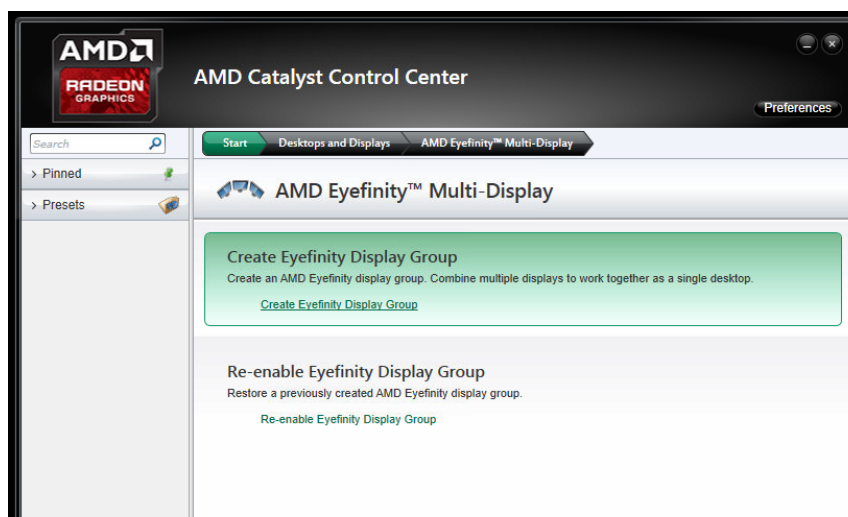 AMD
RADEON
GRAPHICS
AMD Catalyst Control Center
Preferences
Search
Start Desktops and Displays AMD Eyefinity™ Multi-Display
> Pinned
> Presets
AMD Eyefinity™ Multi-Display
Create Eyefinity Display Group
Create an AMD Eyefinity display group. Combine multiple displays to work together as a single desktop.
Create Eyefinity Display Group
Re-enable Eyefinity Display Group
Restore a previously created AMD Eyefinity display group.
Re-enable Eyefinity Display Group